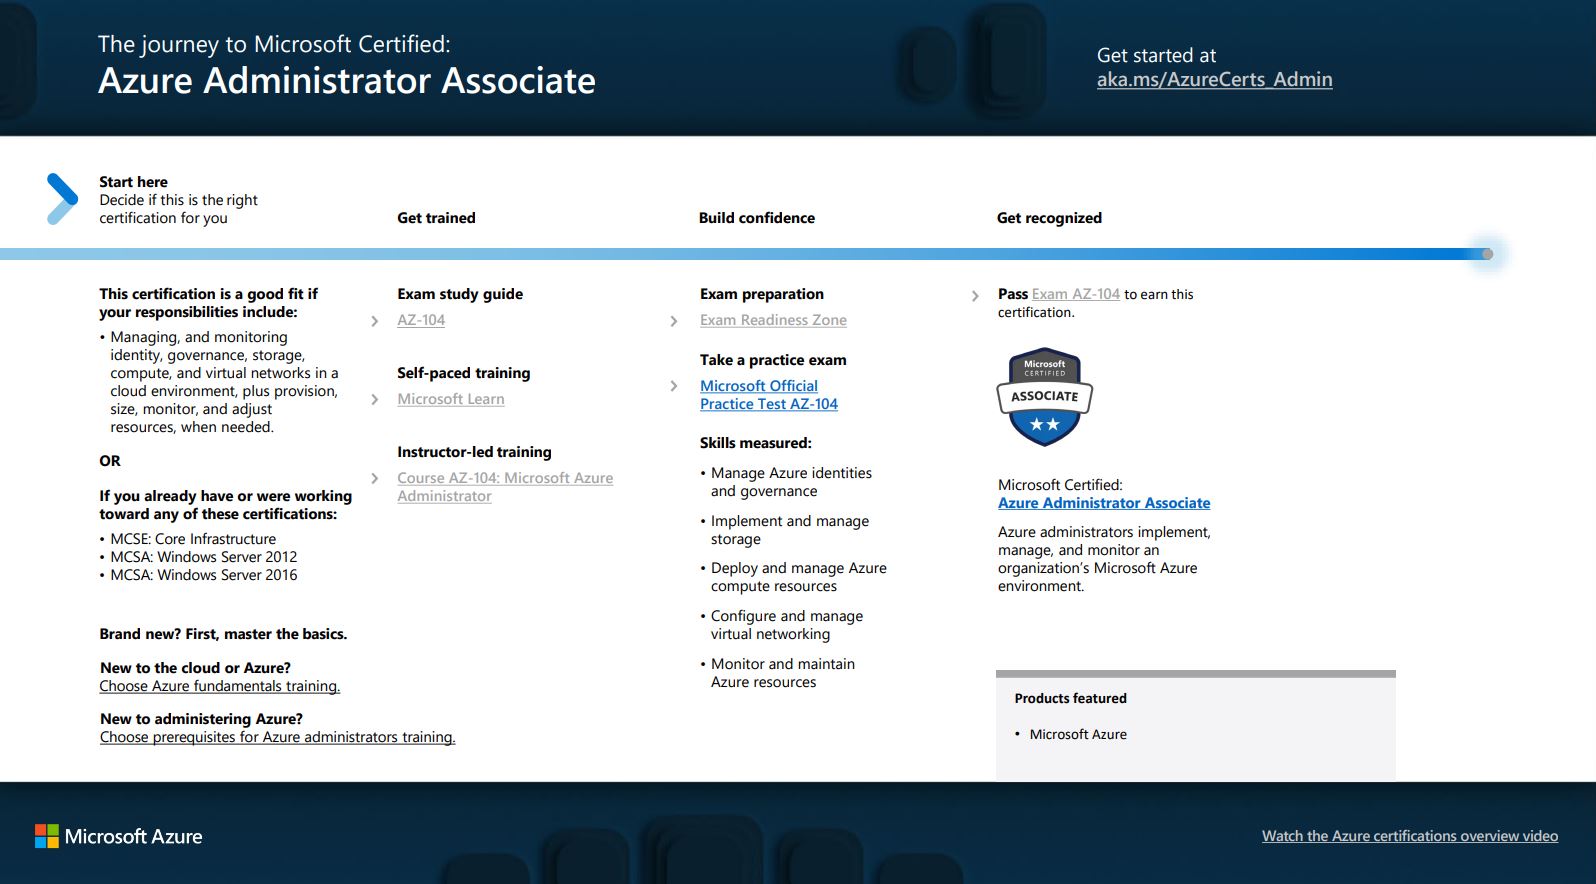 The journey to Microsoft Certified:
Azure Administrator Associate
Get started at
aka.ms/AzureCerts_Admin
Start here
Decide if this is the right
certification for you
Get trained
Build confidence
Get recognized
This certification is a good fit if
your responsibilities include:
• Managing, and monitoring
identity, governance, storage,
compute, and virtual networks in a
cloud environment, plus provision,
size, monitor, and adjust
resources, when needed.
OR
If you already have or were working
toward any of these certifications:
• MCSE: Core Infrastructure
• MCSA: Windows Server 2012
• MCSA: Windows Server 2016
Brand new? First, master the basics.
New to the cloud or Azure?
Choose Azure fundamentals training.
New to administering Azure?
Choose prerequisites for Azure administrators training.
Exam study guide
AZ-104
Self-paced training
Microsoft Learn
Instructor-led training
Course AZ-104: Microsoft Azure
Administrator
Exam preparation
Exam Readiness Zone
Take a practice exam
Microsoft Official
Practice Test AZ-104
Skills measured:
• Manage Azure identities
and governance
• Implement and manage
storage
• Deploy and manage Azure
compute resources
• Configure and manage
virtual networking
• Monitor and maintain
Azure resources
Pass Exam AZ-104 to earn this
certification.
Microsoft
CERTIFIED
ASSOCIATE
Microsoft Certified:
Azure Administrator Associate
Azure administrators implement,
manage, and monitor an
organization’s Microsoft Azure
environment.
Products featured
• Microsoft Azure
Microsoft Azure
Watch the Azure certifications overview video